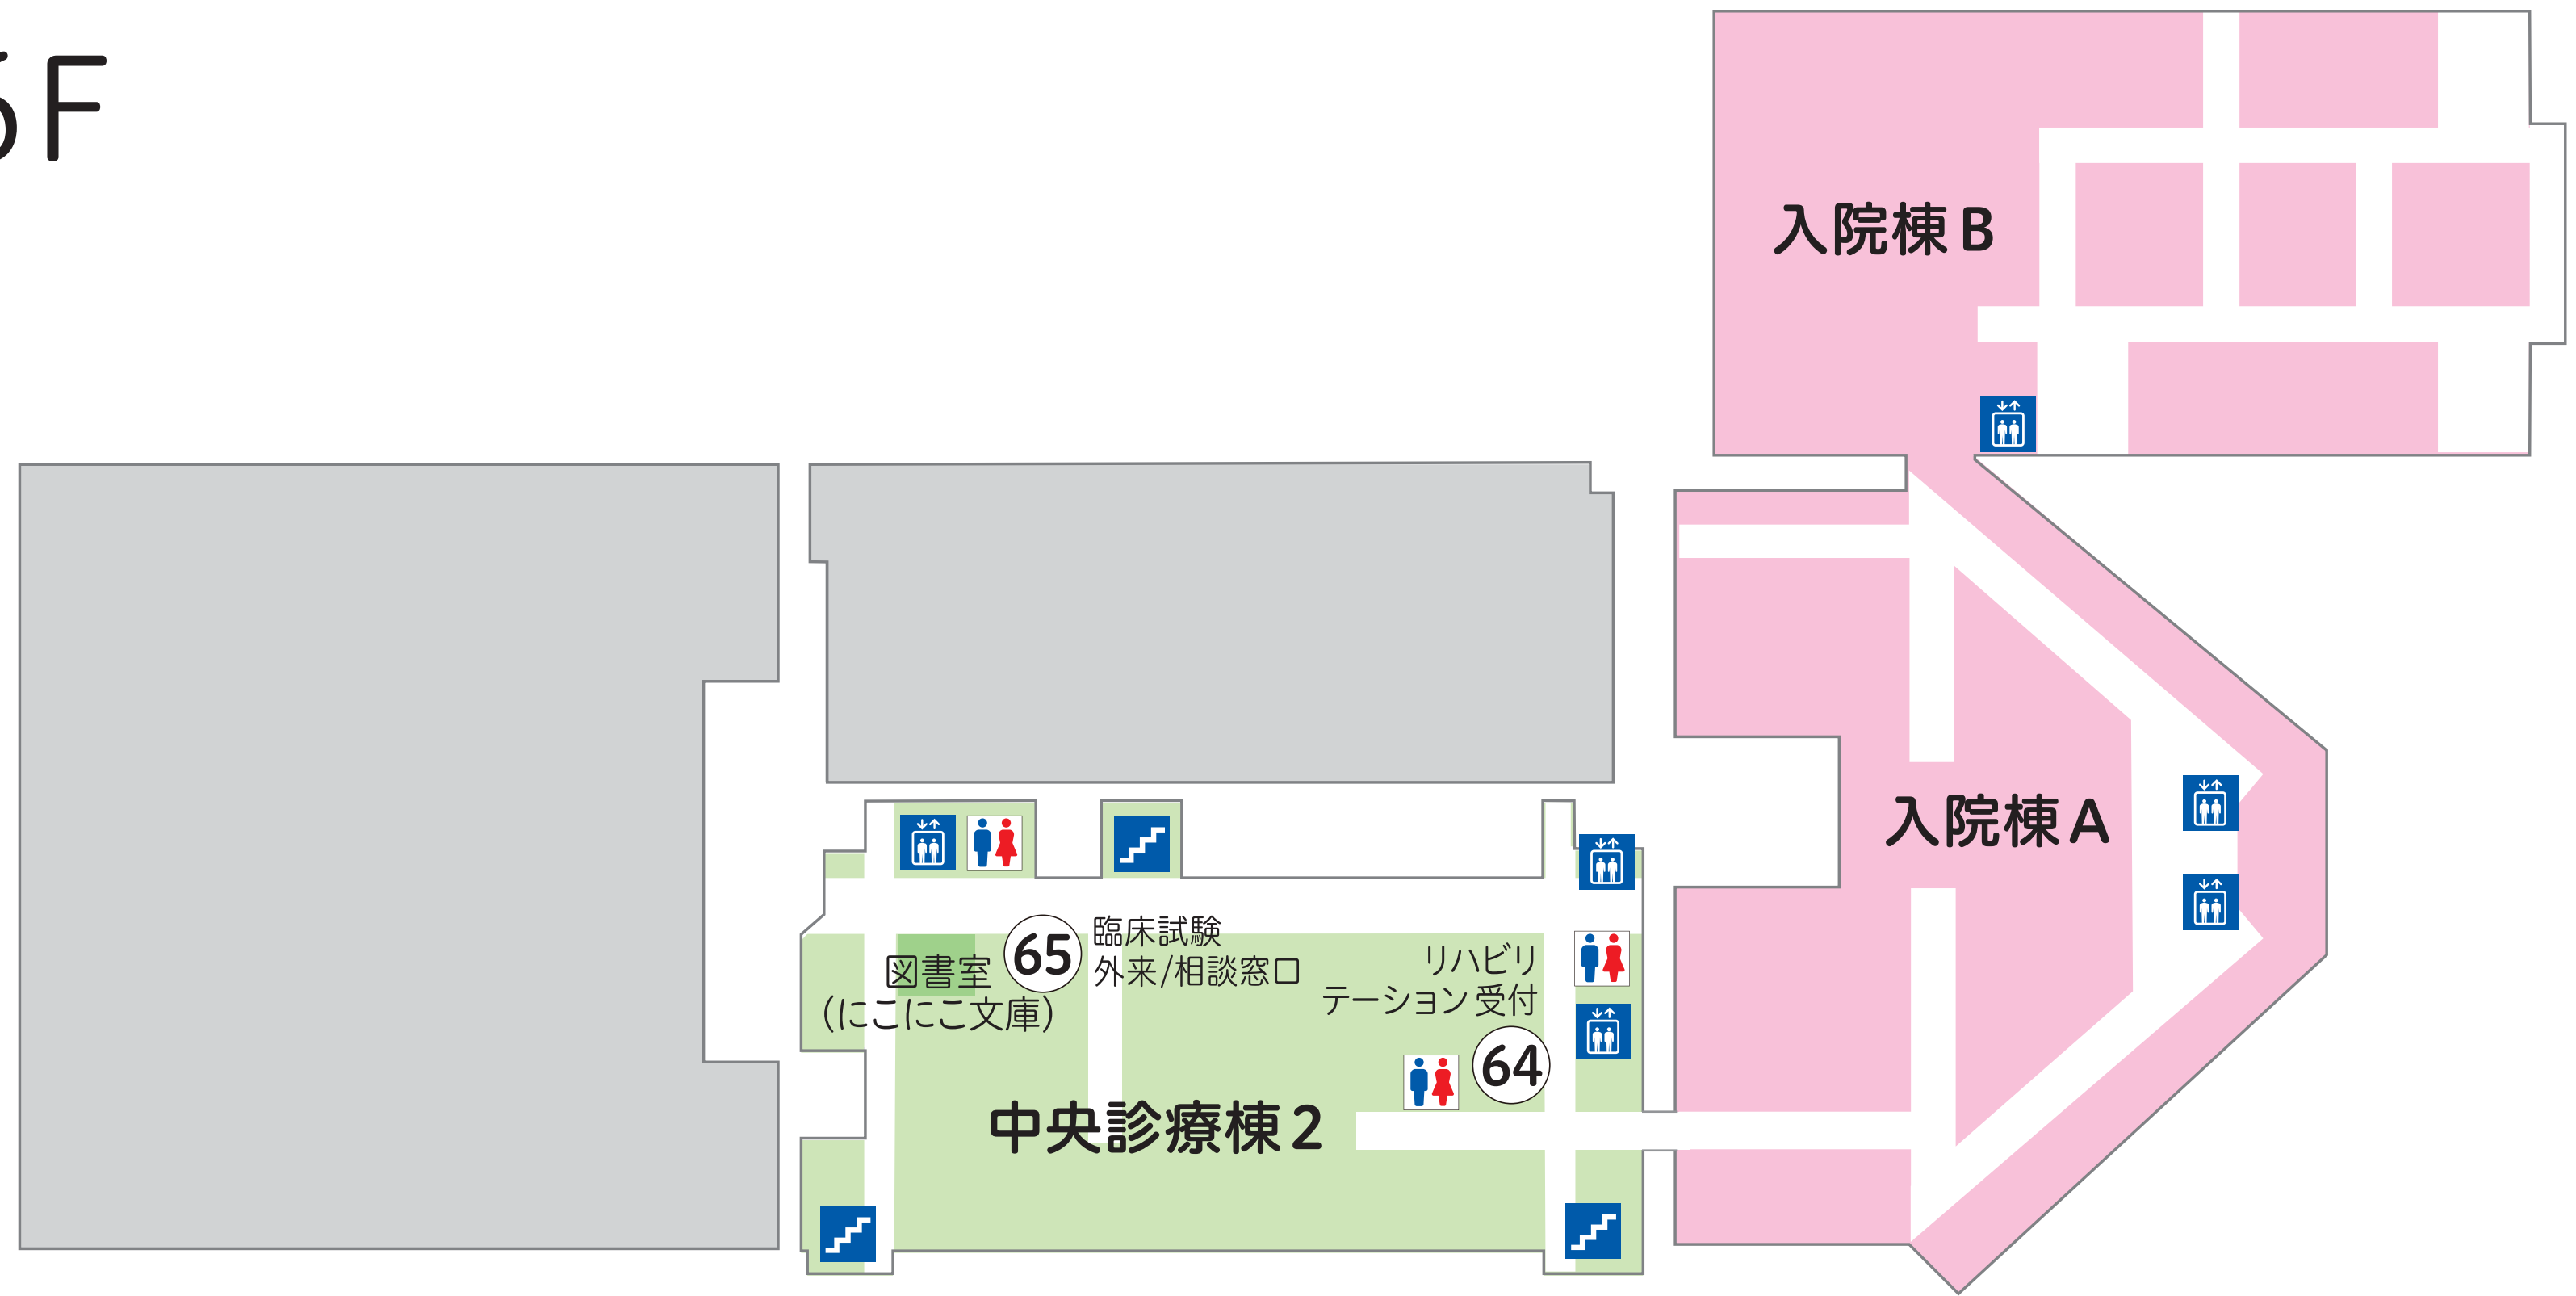 6F
入院棟B
入院棟A
65
臨床試験
外来/相談窓口
図書室
(にこにこ文庫)
リハビリ
テーション受付
64
中央診療棟2